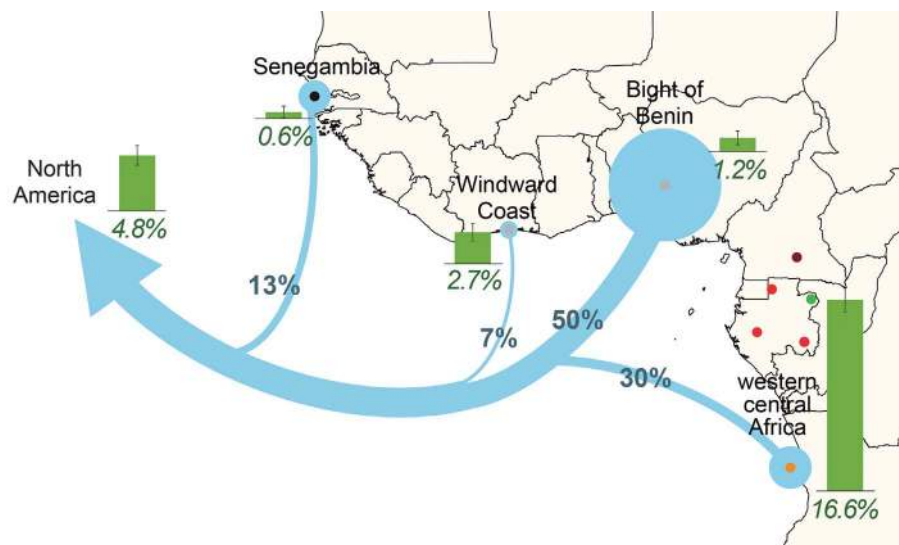 Senegambia
0.6%
Bight of
Benin
1.2%
North
America
4.8%
Windward
Coast
2.7%
13%
7%
50%
30%
western
central
Africa
16.6%